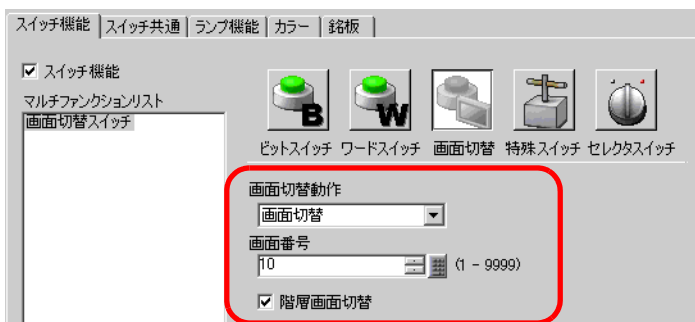 スイッチ機能 スイッチ共通 ランプ機能 カラー 銘板
スイッチ機能
マルチファンクションリスト
画面切替スイッチ
B W
ビットスイッチ ワードスイッチ 画面切替 特殊スイッチ セレクタスイッチ
画面切替動作
画面切替
画面番号
10 (1 - 9999)
階層画面切替